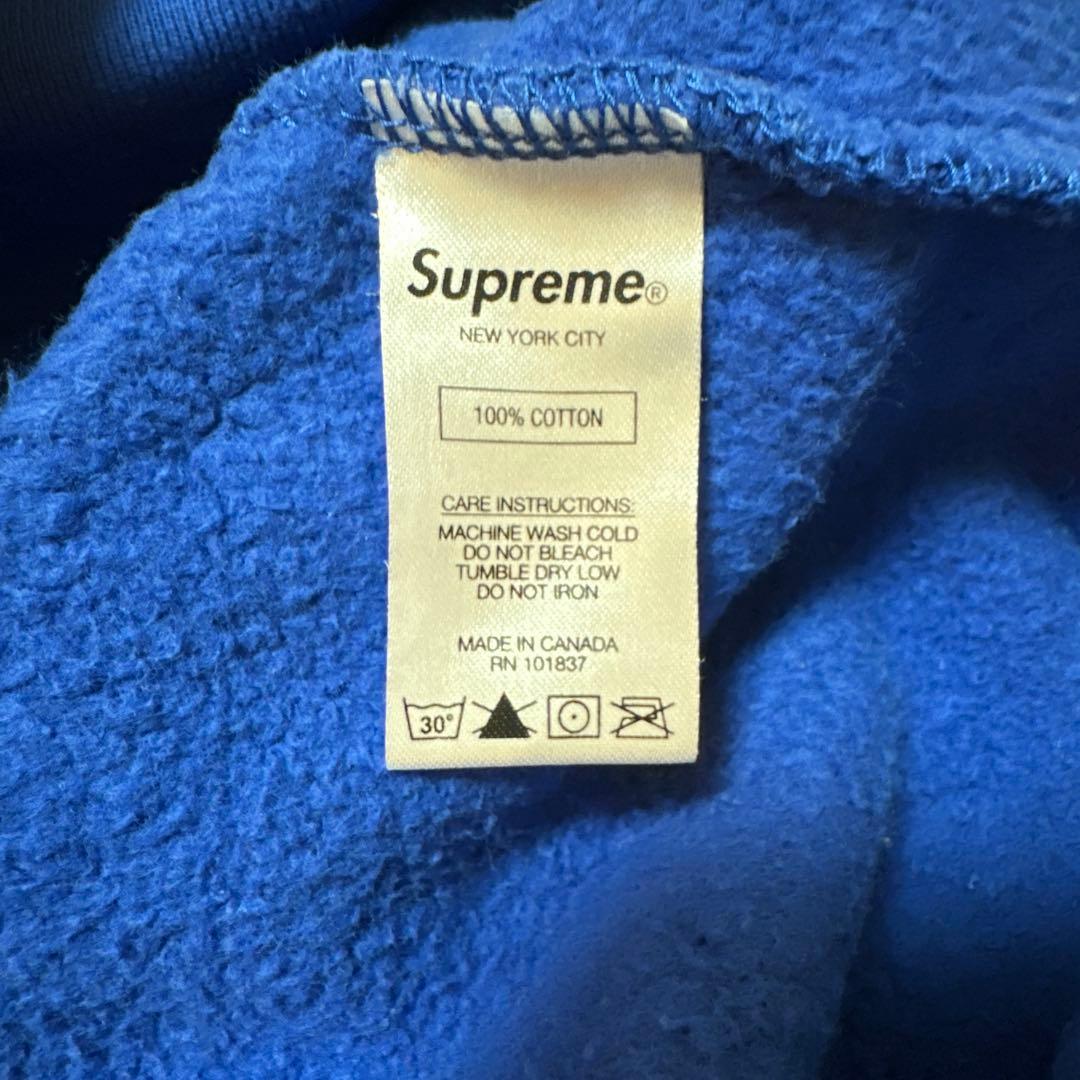 Supreme®
NEW YORK CITY
100% COTTON
CARE INSTRUCTIONS:
MACHINE WASH COLD
DO NOT BLEACH
TUMBLE DRY LOW
DO NOT IRON
MADE IN CANADA
RN 101837
30°